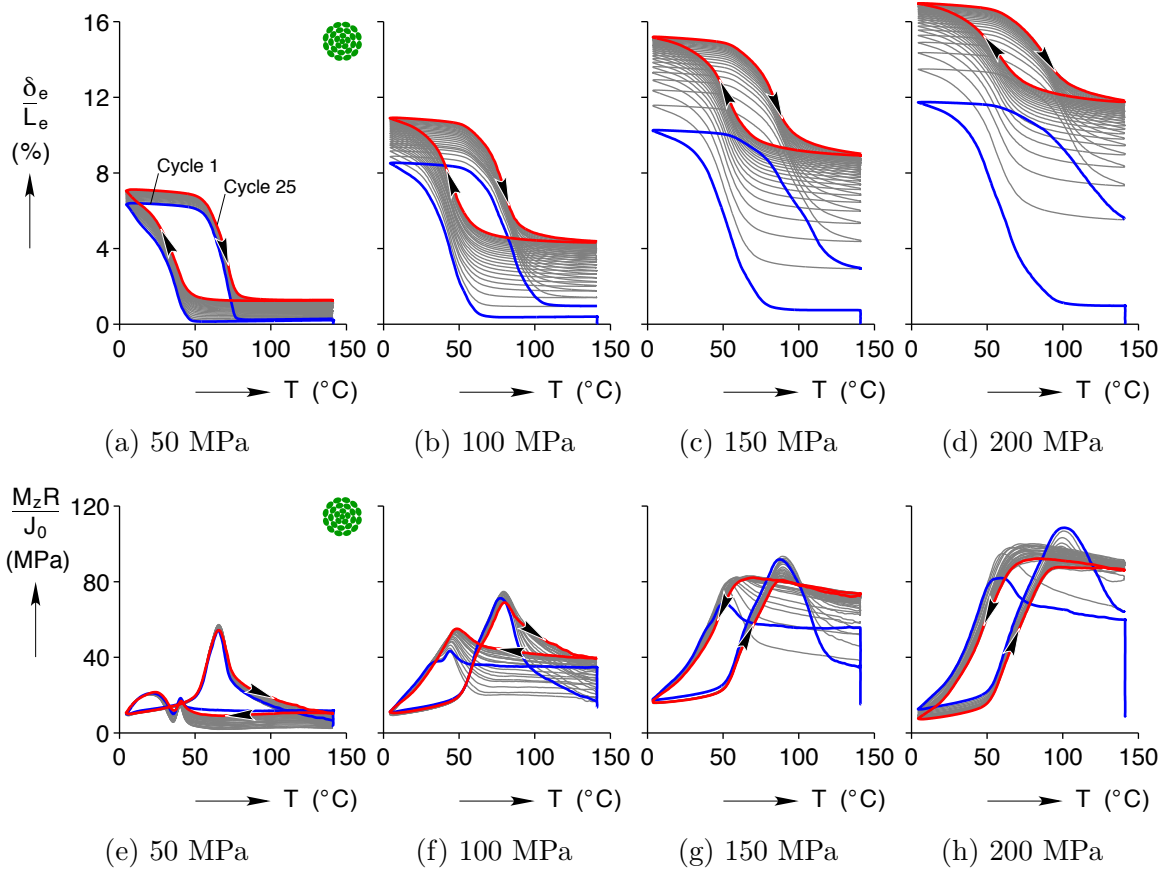 16
12
8
4
0
δe
Le
(%)
Cycle 1
Cycle 25
0 50 100 150
0 50 100 150
0 50 100 150
0 50 100 150
T (°C)
T (°C)
T (°C)
T (°C)
(a) 50 MPa
(b) 100 MPa
(c) 150 MPa
(d) 200 MPa
120
80
40
0
MzR
J0
(MPa)
0 50 100 150
0 50 100 150
0 50 100 150
0 50 100 150
T (°C)
T (°C)
T (°C)
T (°C)
(e) 50 MPa
(f) 100 MPa
(g) 150 MPa
(h) 200 MPa